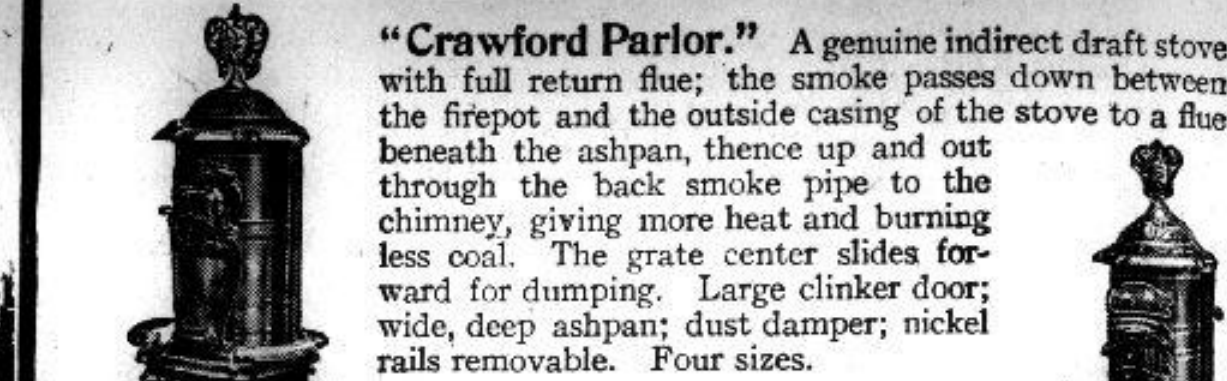 "Crawford Parlor." A genuine indirect draft stove
with full return flue; the smoke passes down between
the firepot and the outside casing of the stove to a flue
beneath the ashpan, thence up and out
through the back smoke pipe to the
chimney, giving more heat and burning
less coal. The grate center slides for-
ward for dumping. Large clinker door;
wide, deep ashpan; dust damper; nickel
rails removable. Four sizes.